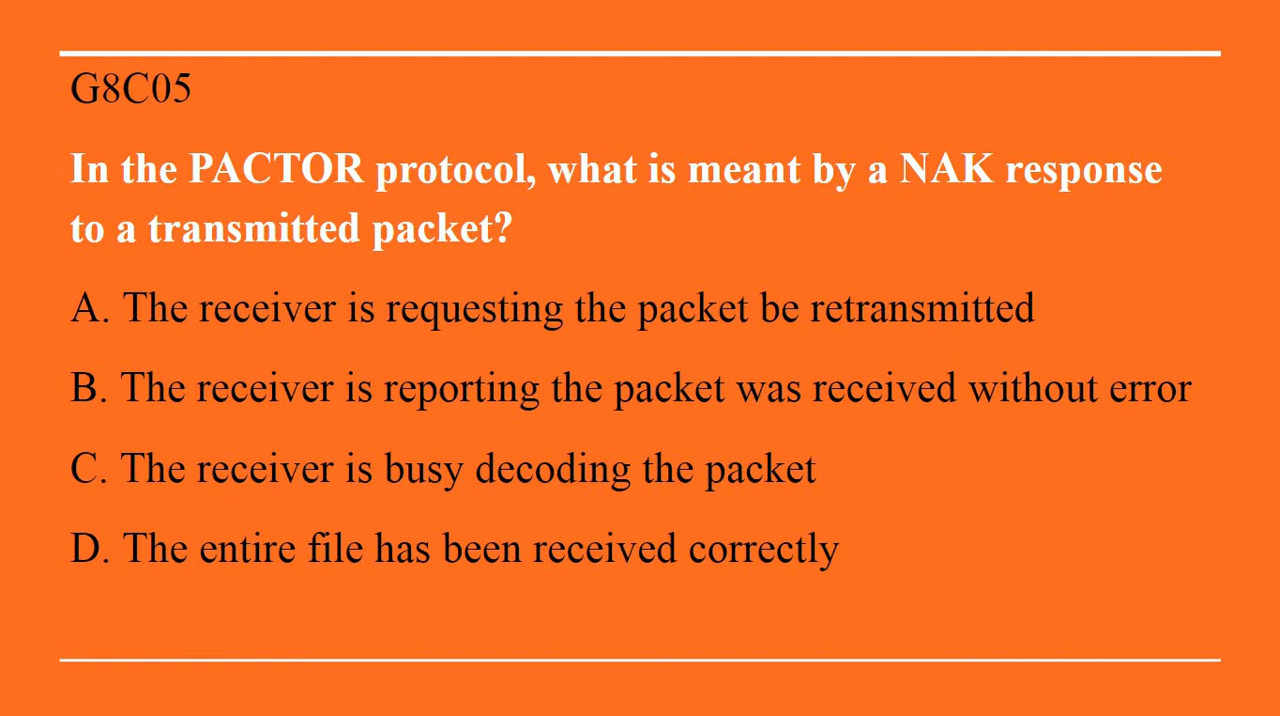 G8C05
In the PACTOR protocol, what is meant by a NAK response
to a transmitted packet?
A. The receiver is requesting the packet be retransmitted
B. The receiver is reporting the packet was received without error
C. The receiver is busy decoding the packet
D. The entire file has been received correctly